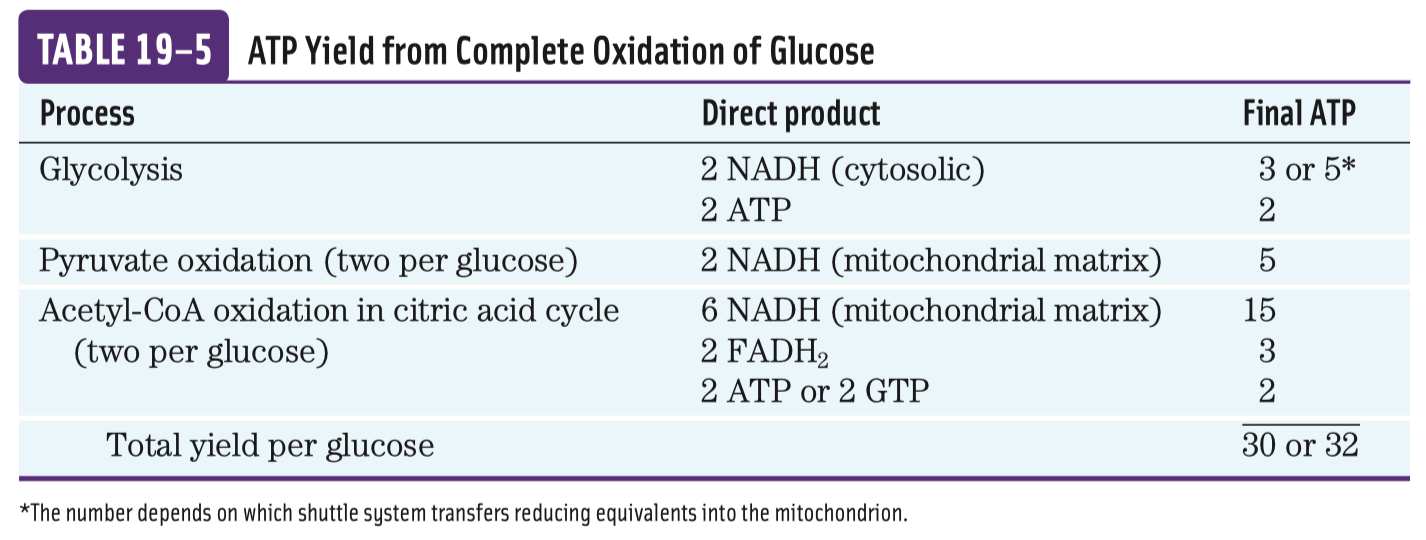 TABLE 19–5 ATP Yield from Complete Oxidation of Glucose
Process Direct product Final ATP
Glycolysis 2 NADH (cytosolic) 3 or 5*
2 ATP 2
Pyruvate oxidation (two per glucose) 2 NADH (mitochondrial matrix) 5
Acetyl-CoA oxidation in citric acid cycle 6 NADH (mitochondrial matrix) 15
(two per glucose) 2 FADH₂ 3
2 ATP or 2 GTP 2
Total yield per glucose 30 or 32
*The number depends on which shuttle system transfers reducing equivalents into the mitochondrion.